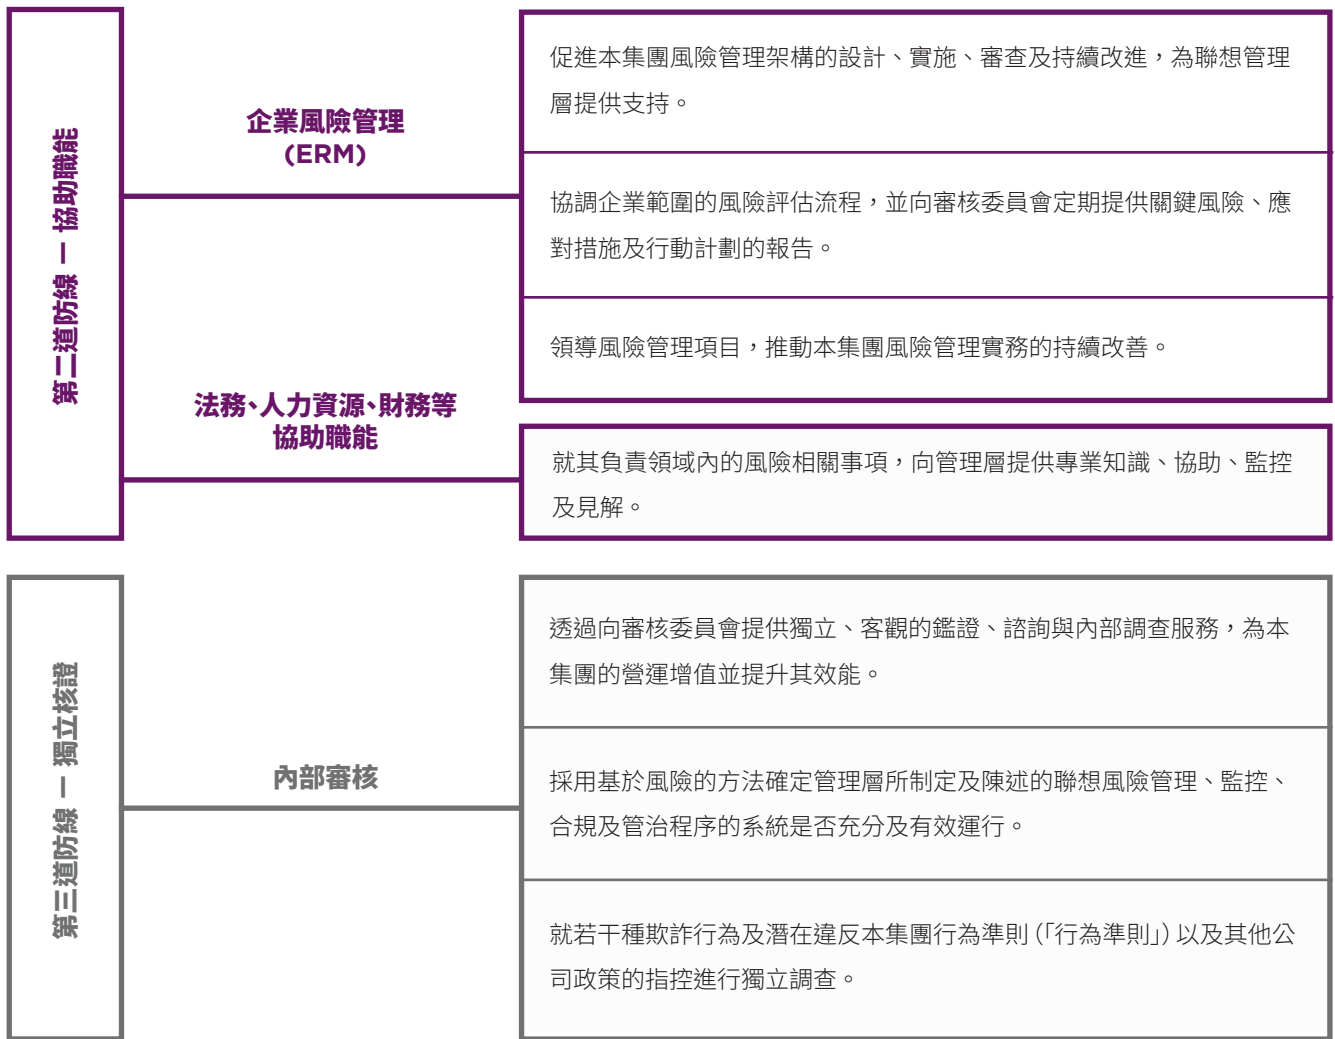 第二道防線 — 協助職能
企業風險管理
(ERM)
促進本集團風險管理架構的設計、實施、審查及持續改進，為聯想管理
層提供支持。
協調企業範圍的風險評估流程，並向審核委員會定期提供關鍵風險、應
對措施及行動計劃的報告。
領導風險管理項目，推動本集團風險管理實務的持續改善。
法務、人力資源、財務等
協助職能
就其負責領域內的風險相關事項，向管理層提供專業知識、協助、監控
及見解。
第三道防線 — 獨立核證
內部審核
透過向審核委員會提供獨立、客觀的鑑證、諮詢與內部調查服務，為本
集團的營運增值並提升其效能。
採用基於風險的方法確定管理層所制定及陳述的聯想風險管理、監控、
合規及管治程序的系統是否充分及有效運行。
就若干種欺詐行為及潛在違反本集團行為準則（「行為準則」）以及其他公
司政策的指控進行獨立調查。